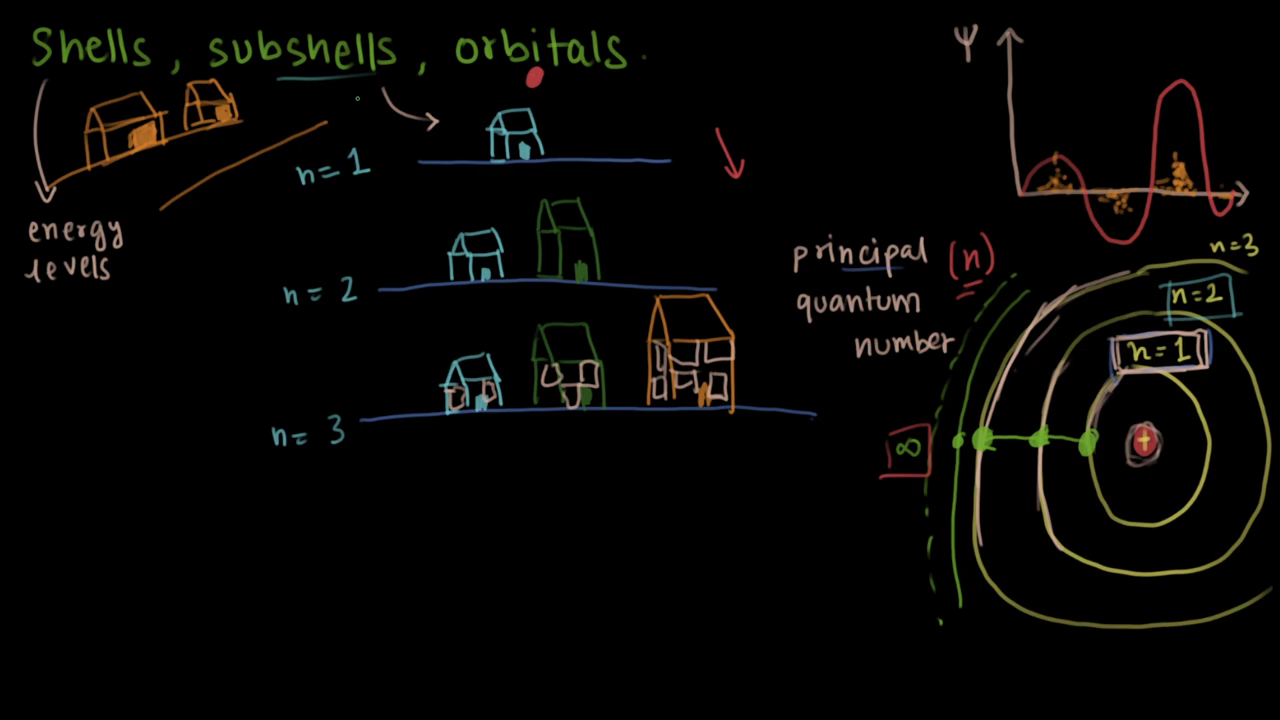 Shells, subshells, orbitals.
energy
levels
n = 1
n = 2
n = 3
principal (n)
quantum
number
Ψ
n=3
n=2
n=1
∞
+